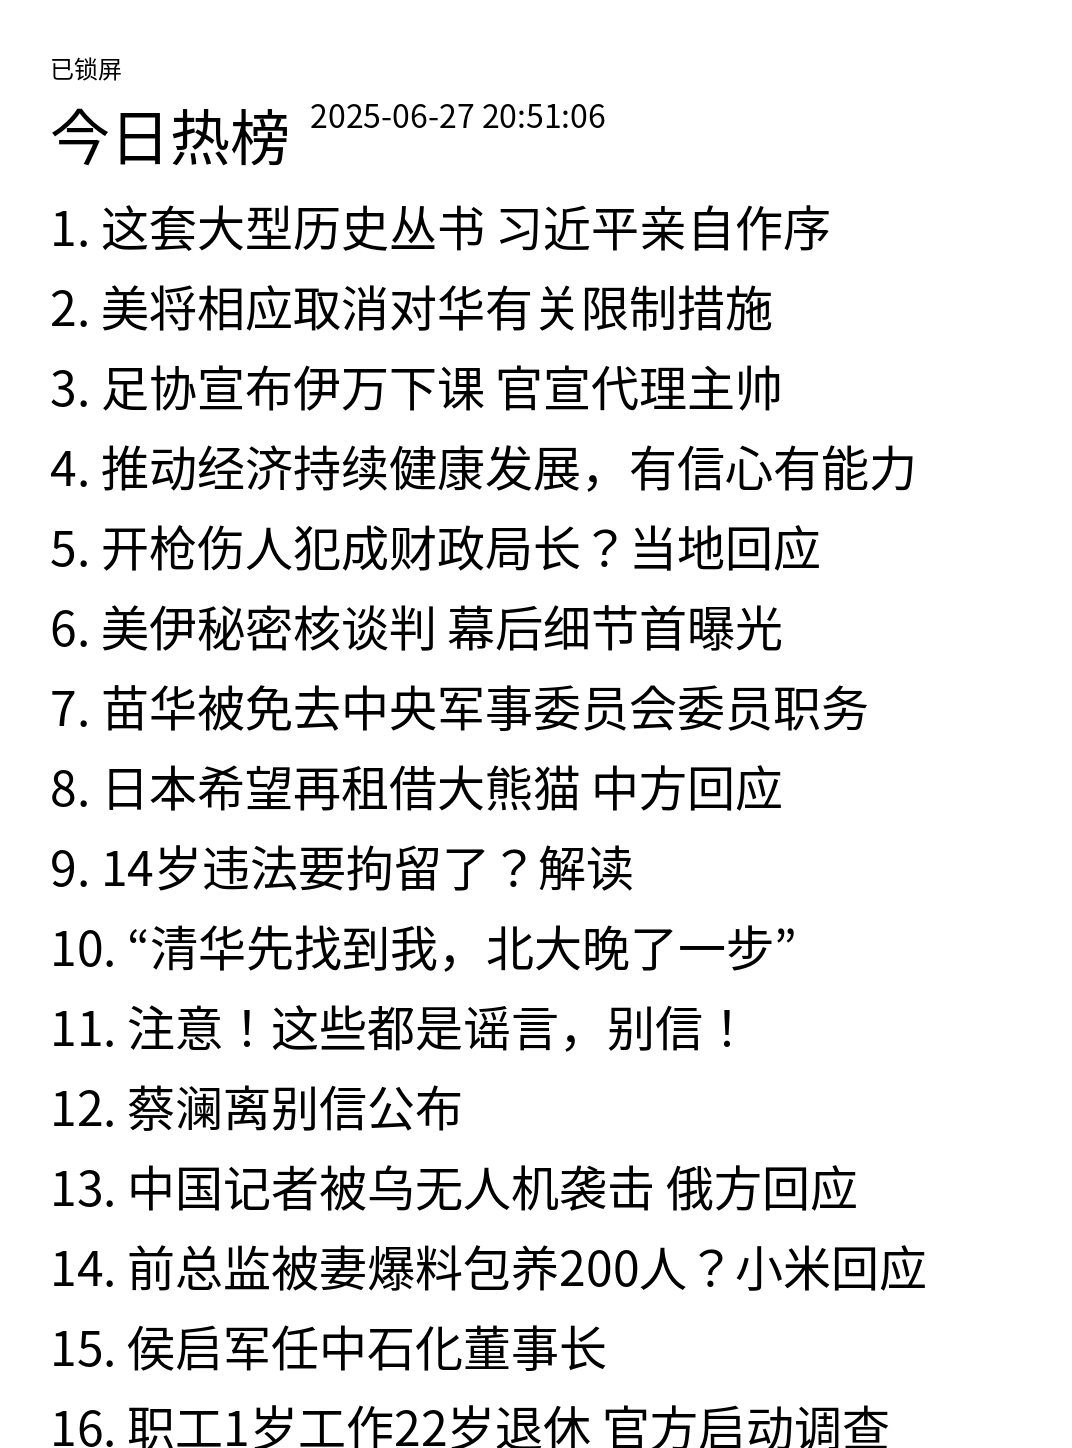 已锁屏
今日热榜 2025-06-27 20:51:06
1. 这套大型历史丛书 习近平亲自作序
2. 美将相应取消对华有关限制措施
3. 足协宣布伊万下课 官宣代理主帅
4. 推动经济持续健康发展，有信心有能力
5. 开枪伤人犯成财政局长？当地回应
6. 美伊秘密核谈判 幕后细节首曝光
7. 苗华被免去中央军事委员会委员职务
8. 日本希望再租借大熊猫 中方回应
9. 14岁违法要拘留了？解读
10. “清华先找到我，北大晚了一步”
11. 注意！这些都是谣言，别信！
12. 蔡澜离别信公布
13. 中国记者被乌无人机袭击 俄方回应
14. 前总监被妻爆料包养200人？小米回应
15. 侯启军任中石化董事长
16. 职工1岁工作22岁退休 官方启动调查